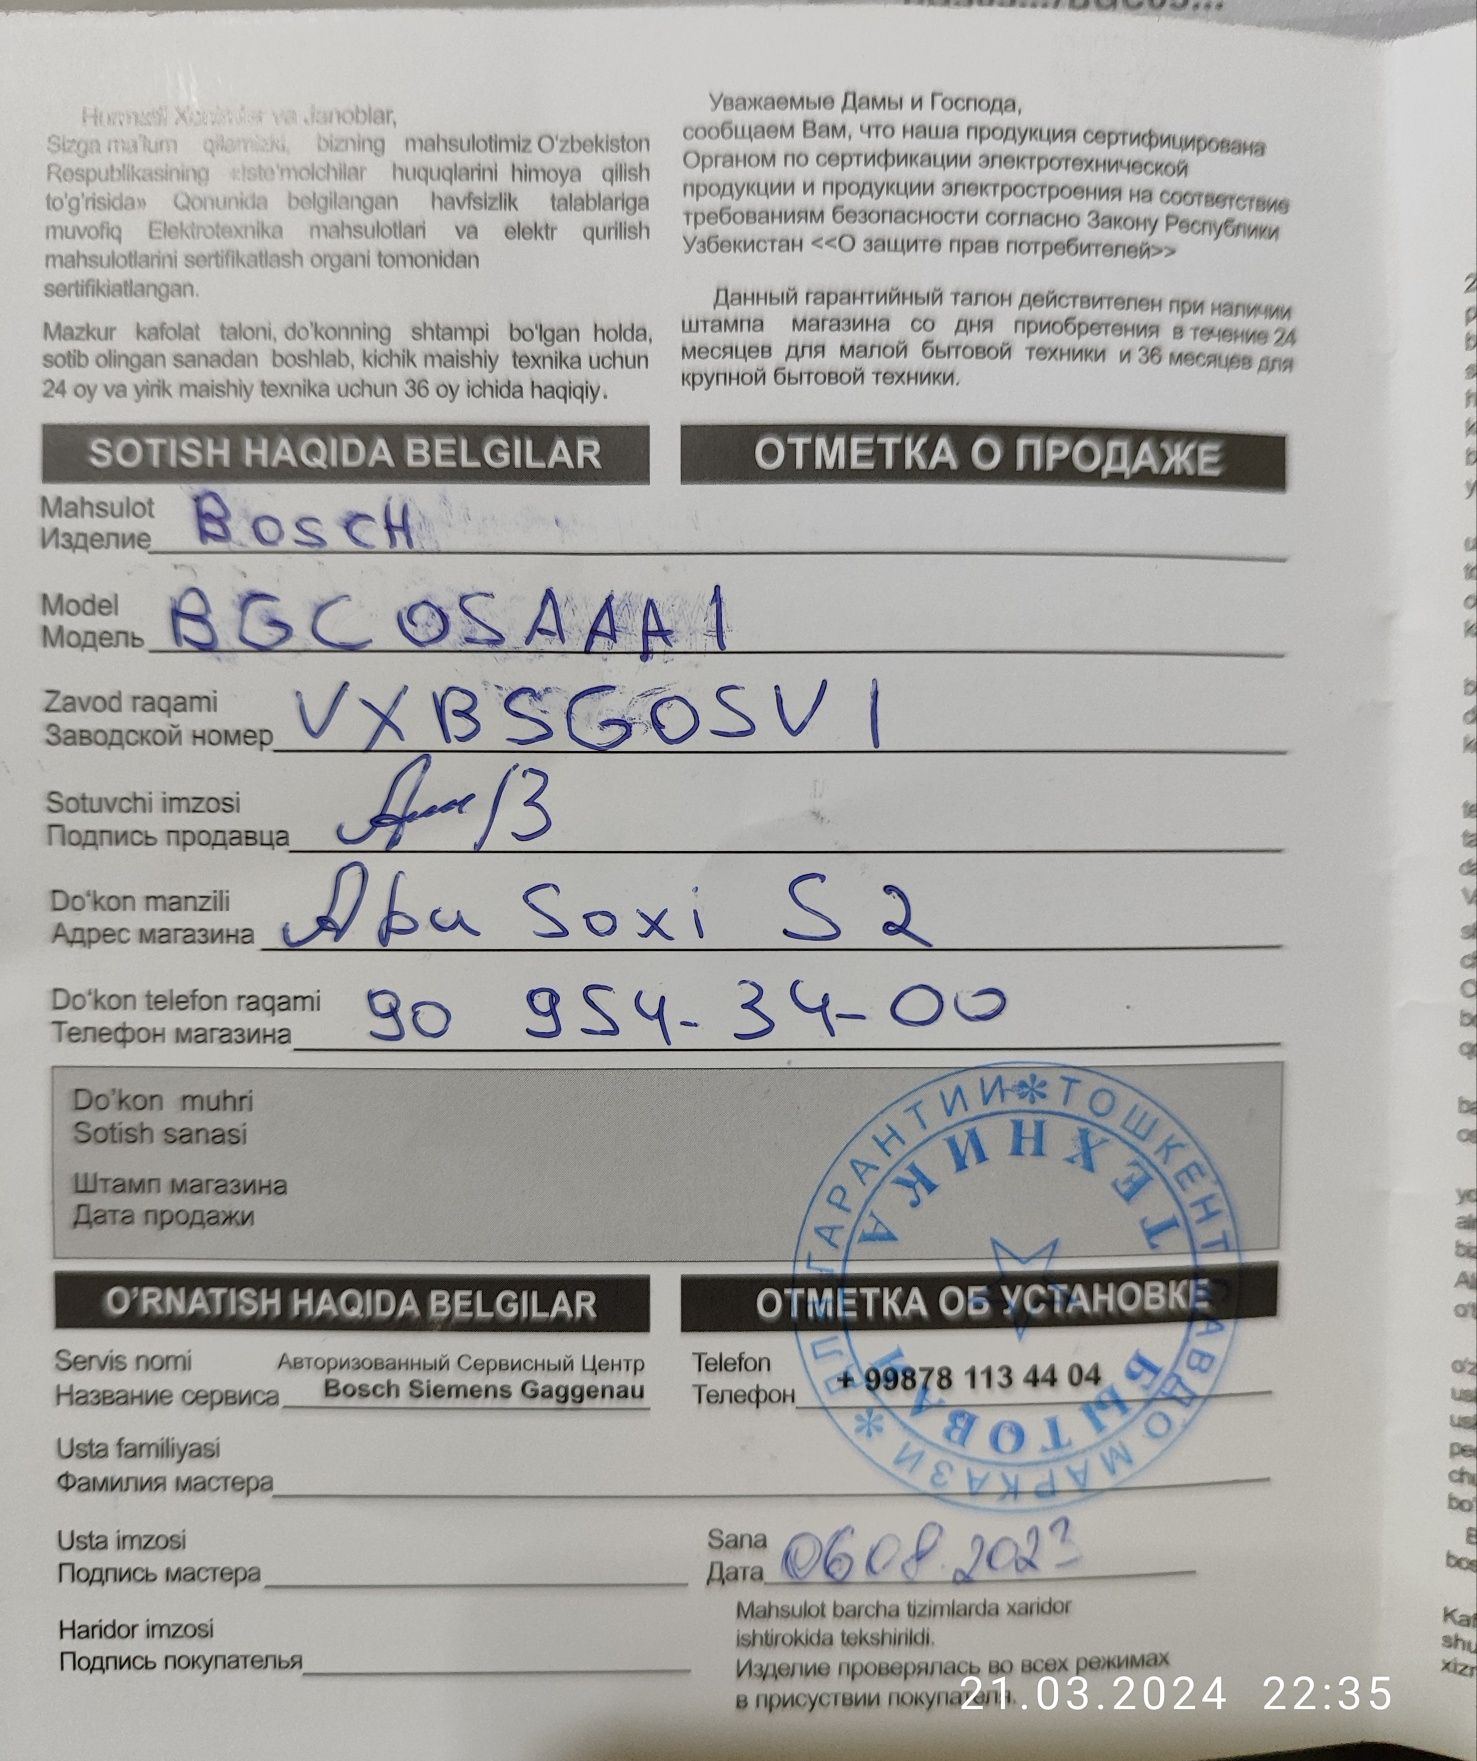 Hurmatli Xonimlar va Janoblar,
Sizga ma'lum qilamizki, bizning mahsulotimiz O'zbekiston
Respublikasining «Iste'molchilar huquqlarini himoya qilish
to'g'risida» Qonunida belgilangan havfsizlik talablariga
muvofiq Elektrotexnika mahsulotlari va elektr qurilish
mahsulotlarini sertifikatlash organi tomonidan
sertifikiatlangan.
Mazkur kafolat taloni, do'konning shtampi bo'lgan holda,
sotib olingan sanadan boshlab, kichik maishiy texnika uchun
24 oy va yirik maishiy texnika uchun 36 oy ichida haqiqiy.
Уважаемые Дамы и Господа,
сообщаем Вам, что наша продукция сертифицирована
Органом по сертификации электротехнической
продукции и продукции электростроения на соответствие
требованиям безопасности согласно Закону Республики
Узбекистан <<О защите прав потребителей>>
Данный гарантийный талон действителен при наличии
штампа магазина со дня приобретения в течение 24
месяцев для малой бытовой техники и 36 месяцев для
крупной бытовой техники.
SOTISH HAQIDA BELGILAR
ОТМЕТКА О ПРОДАЖЕ
Mahsulot
Изделие BOSCH
Model
Модель BGC05AAA1
Zavod raqami
Заводской номер VXBSG05V1
Sotuvchi imzosi
Подпись продавца
Do'kon manzili
Адрес магазина Abu Soxi S2
Do'kon telefon raqami
Телефон магазина 90 954-34-00
Do'kon muhri
Sotish sanasi
Штамп магазина
Дата продажи
ГАРАНТИИ * ТОШКЕНТ САВДО МАРКАЗИ *
БЫТОВАЯ ТЕХНИКА
O'RNATISH HAQIDA BELGILAR
ОТМЕТКА ОБ УСТАНОВКЕ
Servis nomi Авторизованный Сервисный Центр
Название сервиса Bosch Siemens Gaggenau
Telefon
Телефон + 99878 113 44 04
Usta familiyasi
Фамилия мастера
Usta imzosi
Подпись мастера
Sana
Дата 06 08.2023
Haridor imzosi
Подпись покупателья
Mahsulot barcha tizimlarda xaridor
ishtirokida tekshirildi.
Изделие проверялась во всех режимах
в присуствии покупателя.
21.03.2024 22:35